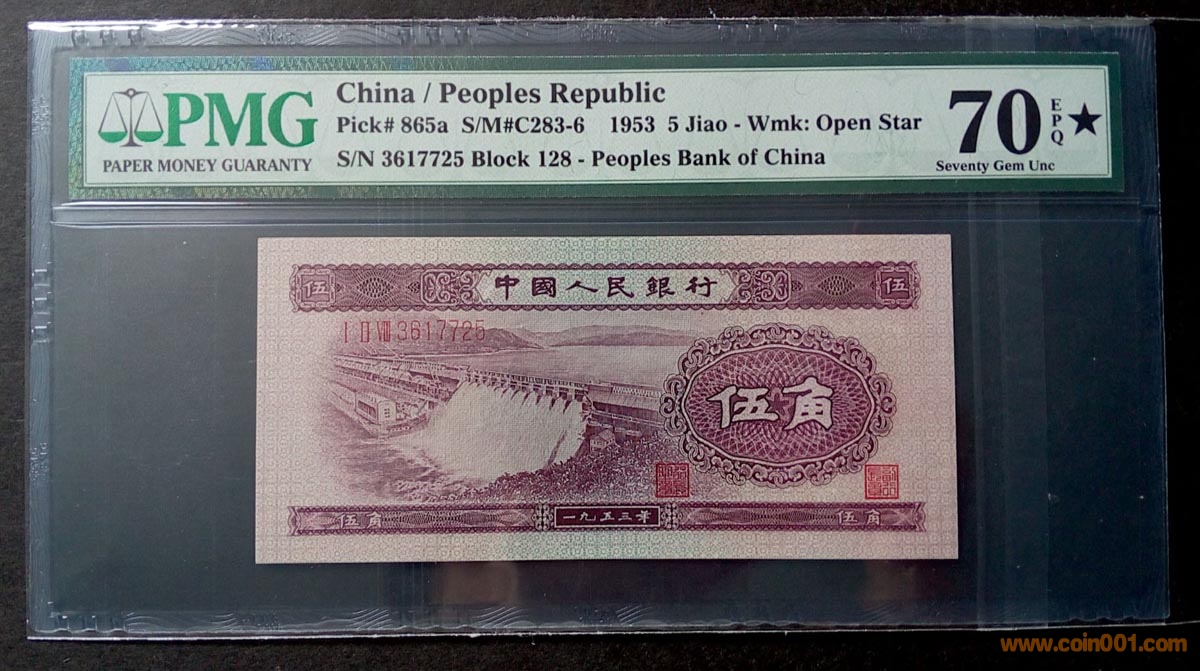 PMG
PAPER MONEY GUARANTY
China / Peoples Republic
Pick# 865a S/M#C283-6 1953 5 Jiao - Wmk: Open Star
S/N 3617725 Block 128 - Peoples Bank of China
70 EPQ★
Seventy Gem Unc
伍 中國人民銀行 伍
I II VIII 3617725
伍角
伍角 一九五三年 伍角
www.coin001.com